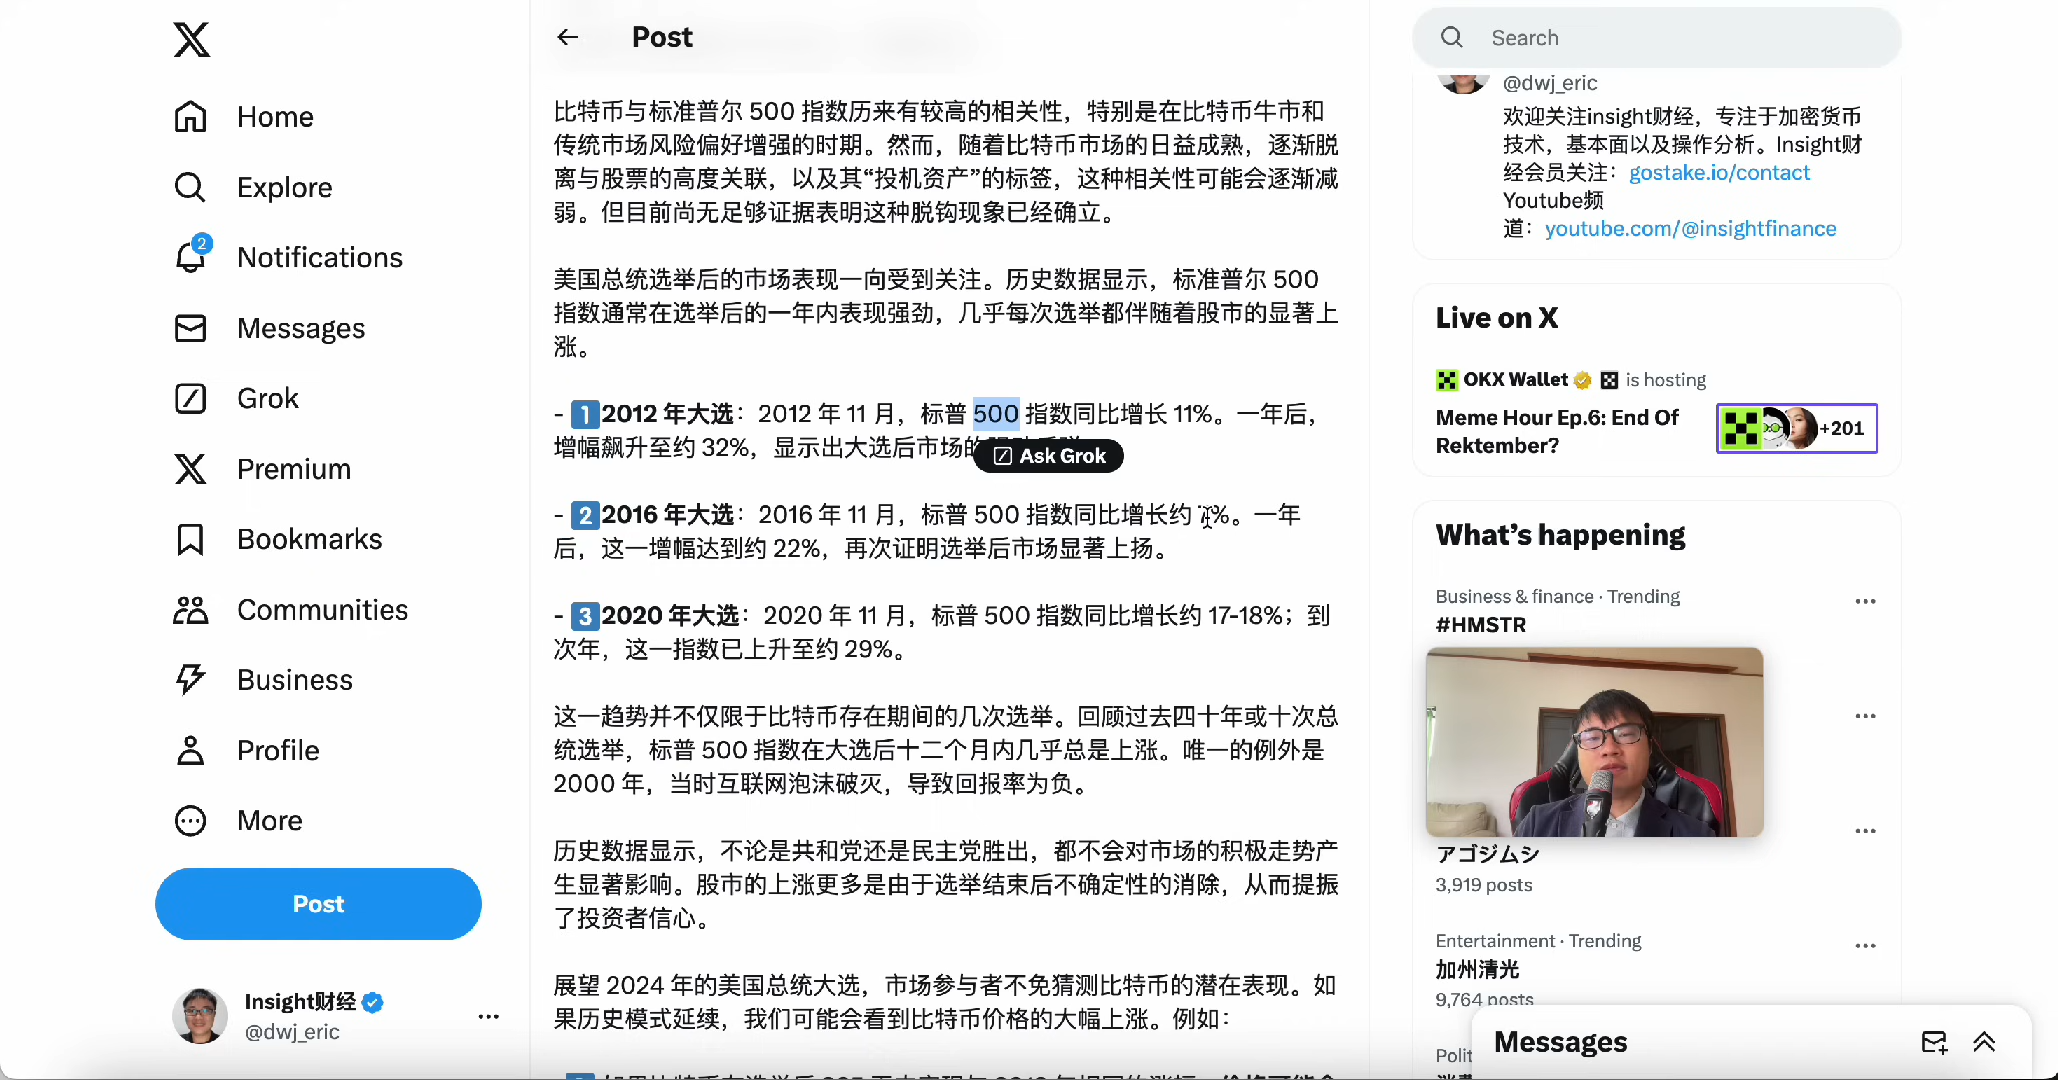 Home
Explore
2
Notifications
Messages
Grok
Premium
Bookmarks
Communities
Business
Profile
More
Post
Insight财经
@dwj_eric
Post
比特币与标准普尔 500 指数历来有较高的相关性，特别是在比特币牛市和
传统市场风险偏好增强的时期。然而，随着比特币市场的日益成熟，逐渐脱
离与股票的高度关联，以及其“投机资产”的标签，这种相关性可能会逐渐减
弱。但目前尚无足够证据表明这种脱钩现象已经确立。
美国总统选举后的市场表现一向受到关注。历史数据显示，标准普尔 500
指数通常在选举后的一年内表现强劲，几乎每次选举都伴随着股市的显著上
涨。
- 1 2012 年大选：2012 年 11 月，标普 500 指数同比增长 11%。一年后，
增幅飙升至约 32%，显示出大选后市场的
Ask Grok
- 2 2016 年大选：2016 年 11 月，标普 500 指数同比增长约 7%。一年
后，这一增幅达到约 22%，再次证明选举后市场显著上扬。
- 3 2020 年大选：2020 年 11 月，标普 500 指数同比增长约 17-18%；到
次年，这一指数已上升至约 29%。
这一趋势并不仅限于比特币存在期间的几次选举。回顾过去四十年或十次总
统选举，标普 500 指数在大选后十二个月内几乎总是上涨。唯一的例外是
2000 年，当时互联网泡沫破灭，导致回报率为负。
历史数据显示，不论是共和党还是民主党胜出，都不会对市场的积极走势产
生显著影响。股市的上涨更多是由于选举结束后不确定性的消除，从而提振
了投资者信心。
展望 2024 年的美国总统大选，市场参与者不免猜测比特币的潜在表现。如
果历史模式延续，我们可能会看到比特币价格的大幅上涨。例如：
Search
@dwj_eric
欢迎关注insight财经，专注于加密货币
技术，基本面以及操作分析。Insight财
经会员关注：gostake.io/contact
Youtube频
道：youtube.com/@insightfinance
Live on X
OKX Wallet is hosting
Meme Hour Ep.6: End Of
Rektember?
+201
What’s happening
Business & finance · Trending
#HMSTR
アゴジムシ
3,919 posts
Entertainment · Trending
加州清光
9,764 posts
Polit
Messages